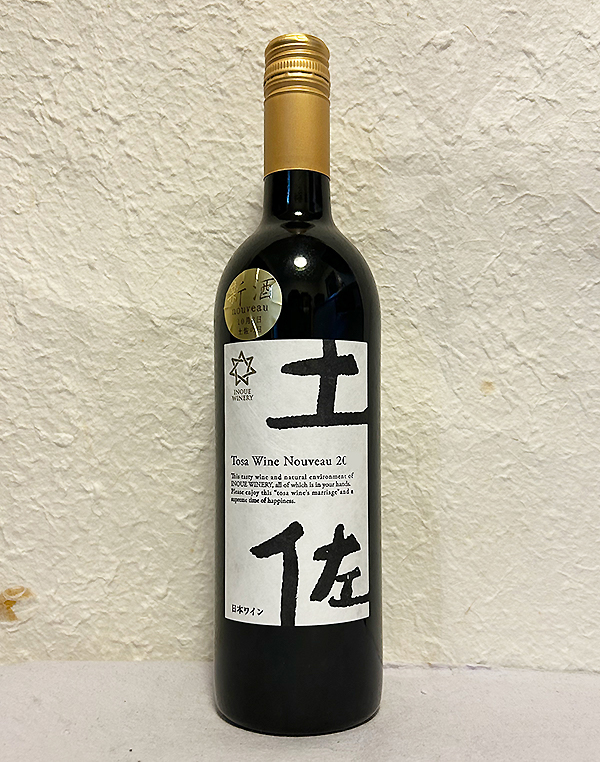 新酒
nouveau
土
INOUE
WINERY
Tosa Wine Nouveau 20
This tasty wine and natural environment of
INOUE WINERY, all of which is in your hands.
Please enjoy this "tosa wine's marriage" and a
supreme time of happiness.
佐
日本ワイン